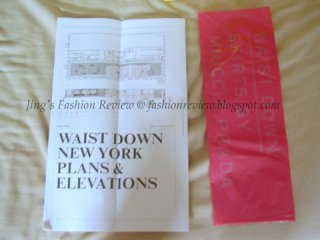 Jing's Fashion Review @ fashionreview.blogspot.com
WAIST DOWN
NEW YORK
PLANS &
ELEVATIONS
WAIST DOWN
SKIRTS BY
MIUCCIA PRADA